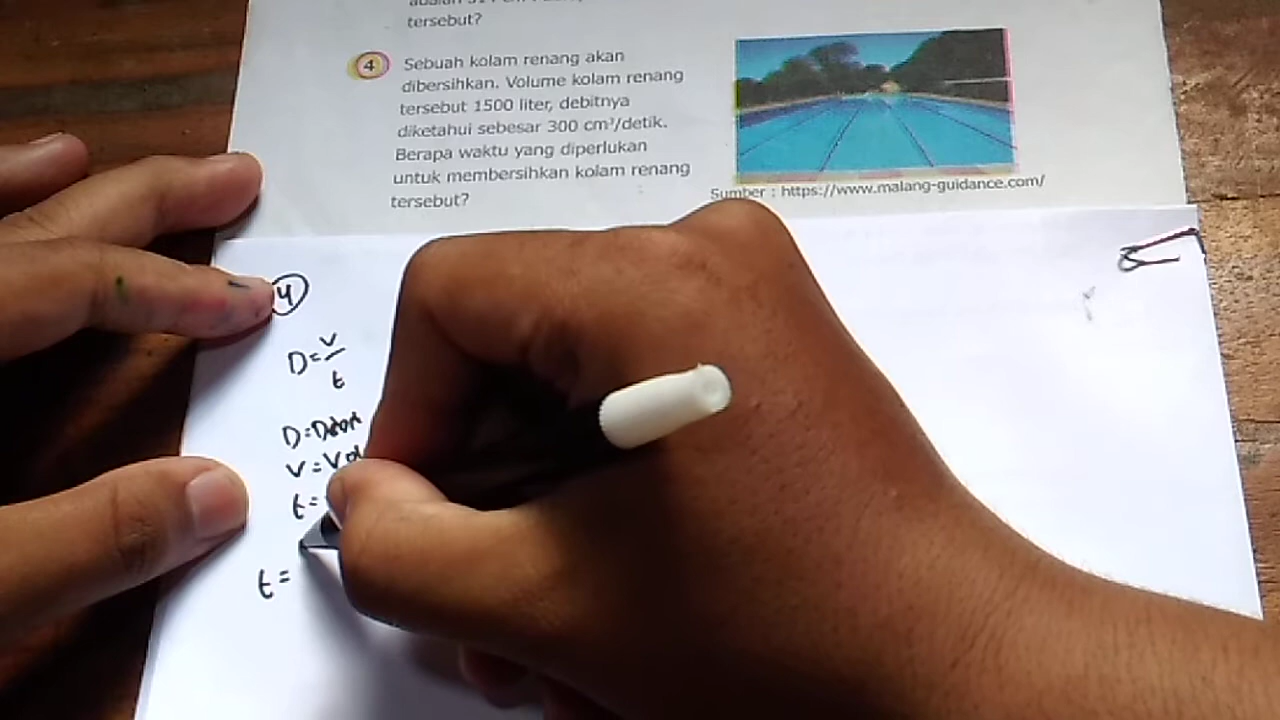 tersebut?
4 Sebuah kolam renang akan
dibersihkan. Volume kolam renang
tersebut 1500 liter, debitnya
diketahui sebesar 300 cm³/detik.
Berapa waktu yang diperlukan
untuk membersihkan kolam renang
tersebut?
Sumber : https://www.malang-guidance.com/
4
D=v/t
D=Debit
V=Vol
t=
t=